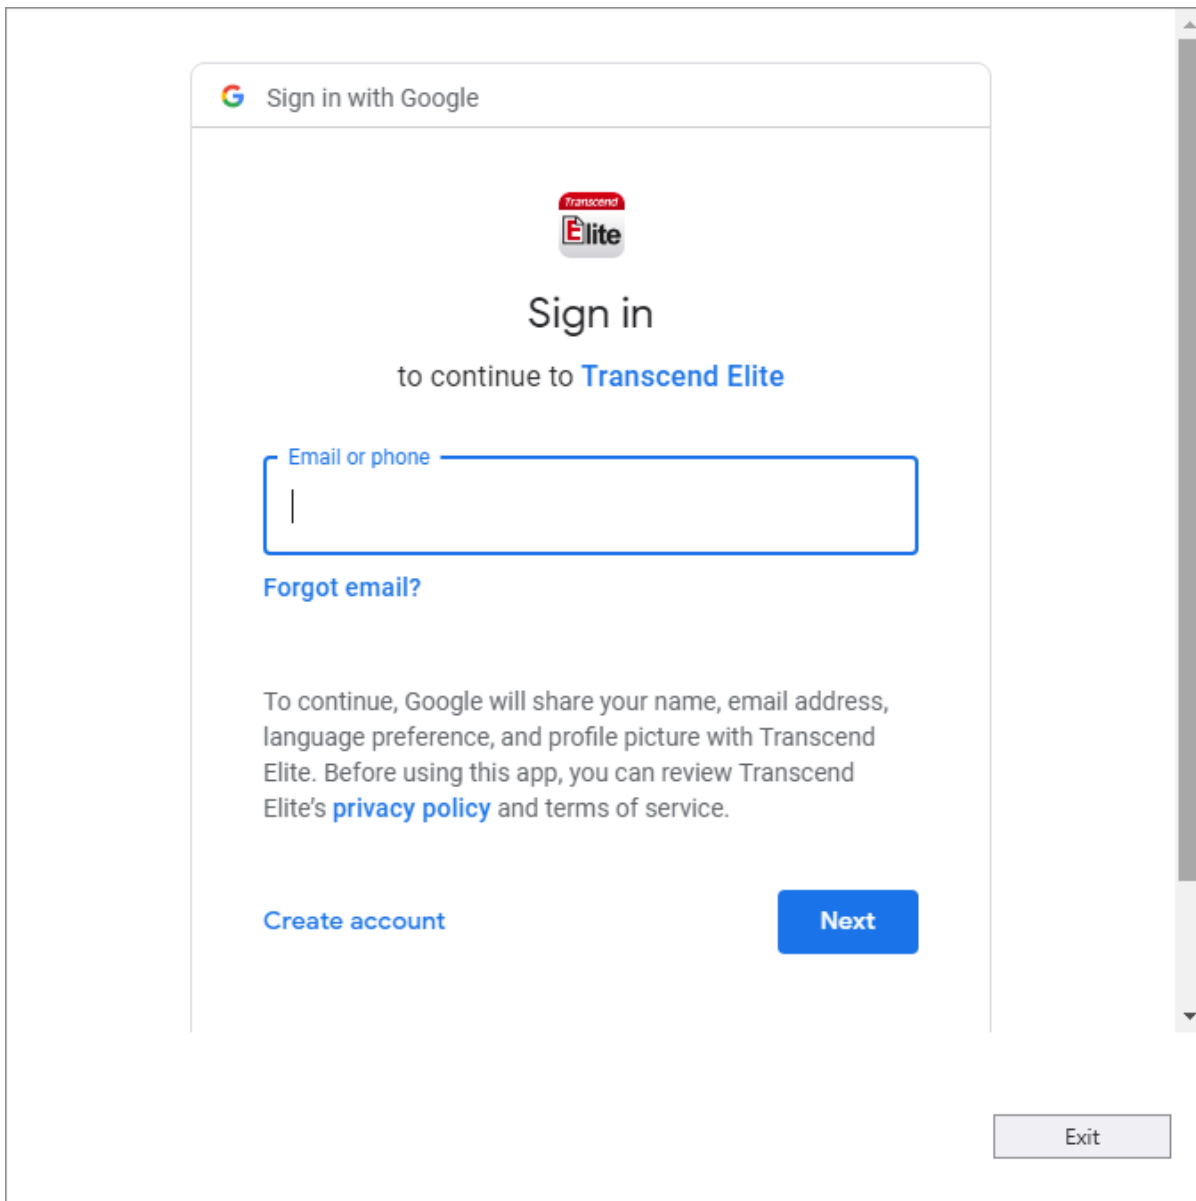 Sign in with Google
Transcend
Elite
Sign in
to continue to Transcend Elite
Email or phone
Forgot email?
To continue, Google will share your name, email address,
language preference, and profile picture with Transcend
Elite. Before using this app, you can review Transcend
Elite’s privacy policy and terms of service.
Create account
Next
Exit